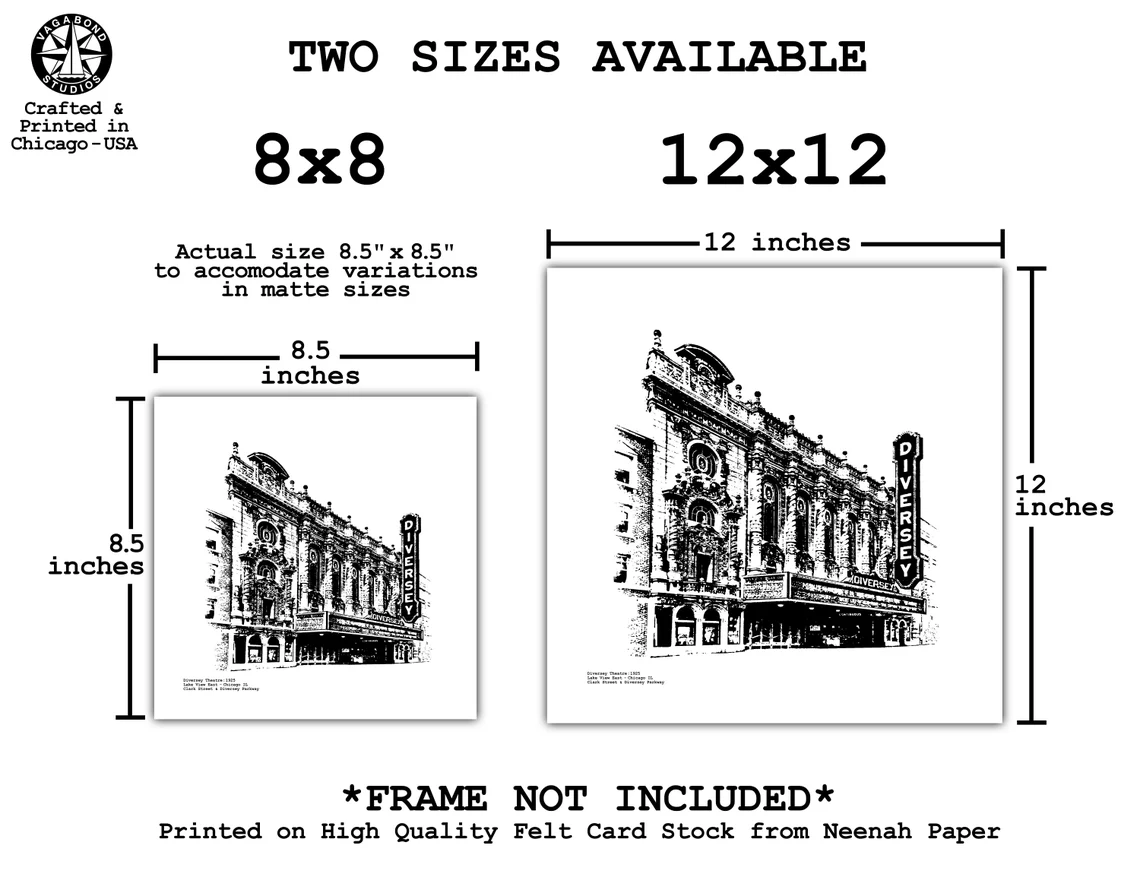 VAGABOND
STUDIOS
Crafted &
Printed in
Chicago-USA
TWO SIZES AVAILABLE
8x8
12x12
Actual size 8.5" x 8.5"
to accomodate variations
in matte sizes
8.5
inches
8.5
inches
DIVERSEY
DIVERSEY
Diversey Theatre:1925
Lake View East - Chicago IL
Clark Street & Diversey Parkway
12 inches
12
inches
DIVERSEY
DIVERSEY
Diversey Theatre:1925
Lake View East - Chicago IL
Clark Street & Diversey Parkway
*FRAME NOT INCLUDED*
Printed on High Quality Felt Card Stock from Neenah Paper